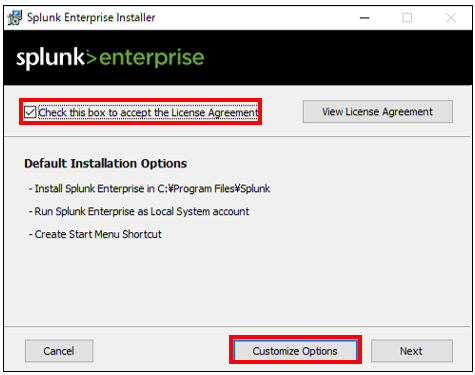 Splunk Enterprise Installer
splunk>enterprise
Check this box to accept the License Agreement
View License Agreement
Default Installation Options
- Install Splunk Enterprise in C:¥Program Files¥Splunk
- Run Splunk Enterprise as Local System account
- Create Start Menu Shortcut
Cancel
Customize Options
Next